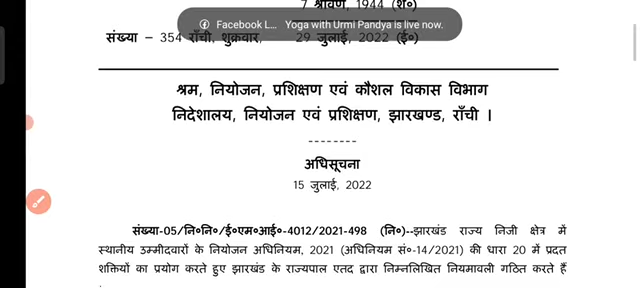 7 श्रावण, 1944 (श०)
Facebook L... Yoga with Urmi Pandya is live now.
संख्या – 354 राँची, शुक्रवार, 29 जुलाई, 2022 (ई०)
श्रम, नियोजन, प्रशिक्षण एवं कौशल विकास विभाग
निदेशालय, नियोजन एवं प्रशिक्षण, झारखण्ड, राँची ।
--------
अधिसूचना
15 जुलाई, 2022
संख्या-05/नि०नि०/ई०एम०आई०-4012/2021-498 (नि०)--झारखंड राज्य निजी क्षेत्र में
स्थानीय उम्मीदवारों के नियोजन अधिनियम, 2021 (अधिनियम सं०-14/2021) की धारा 20 में प्रदत
शक्तियों का प्रयोग करते हुए झारखंड के राज्यपाल एतद द्वारा निम्नलिखित नियमावली गठित करते हैं